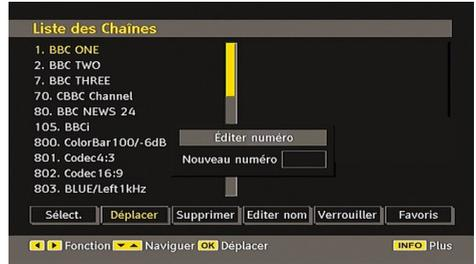 Liste des Chaînes
1. BBC ONE
2. BBC TWO
7. BBC THREE
70. CBBC Channel
80. BBC NEWS 24
105. BBCi
800. ColorBar100/-6dB
801. Codec4:3
802. Codec16:9
803. BLUE/Left1kHz
Éditer numéro
Nouveau numéro
Sélect. Déplacer Supprimer Editer nom Verrouiller Favoris
Fonction Naviguer OK Déplacer INFO Plus